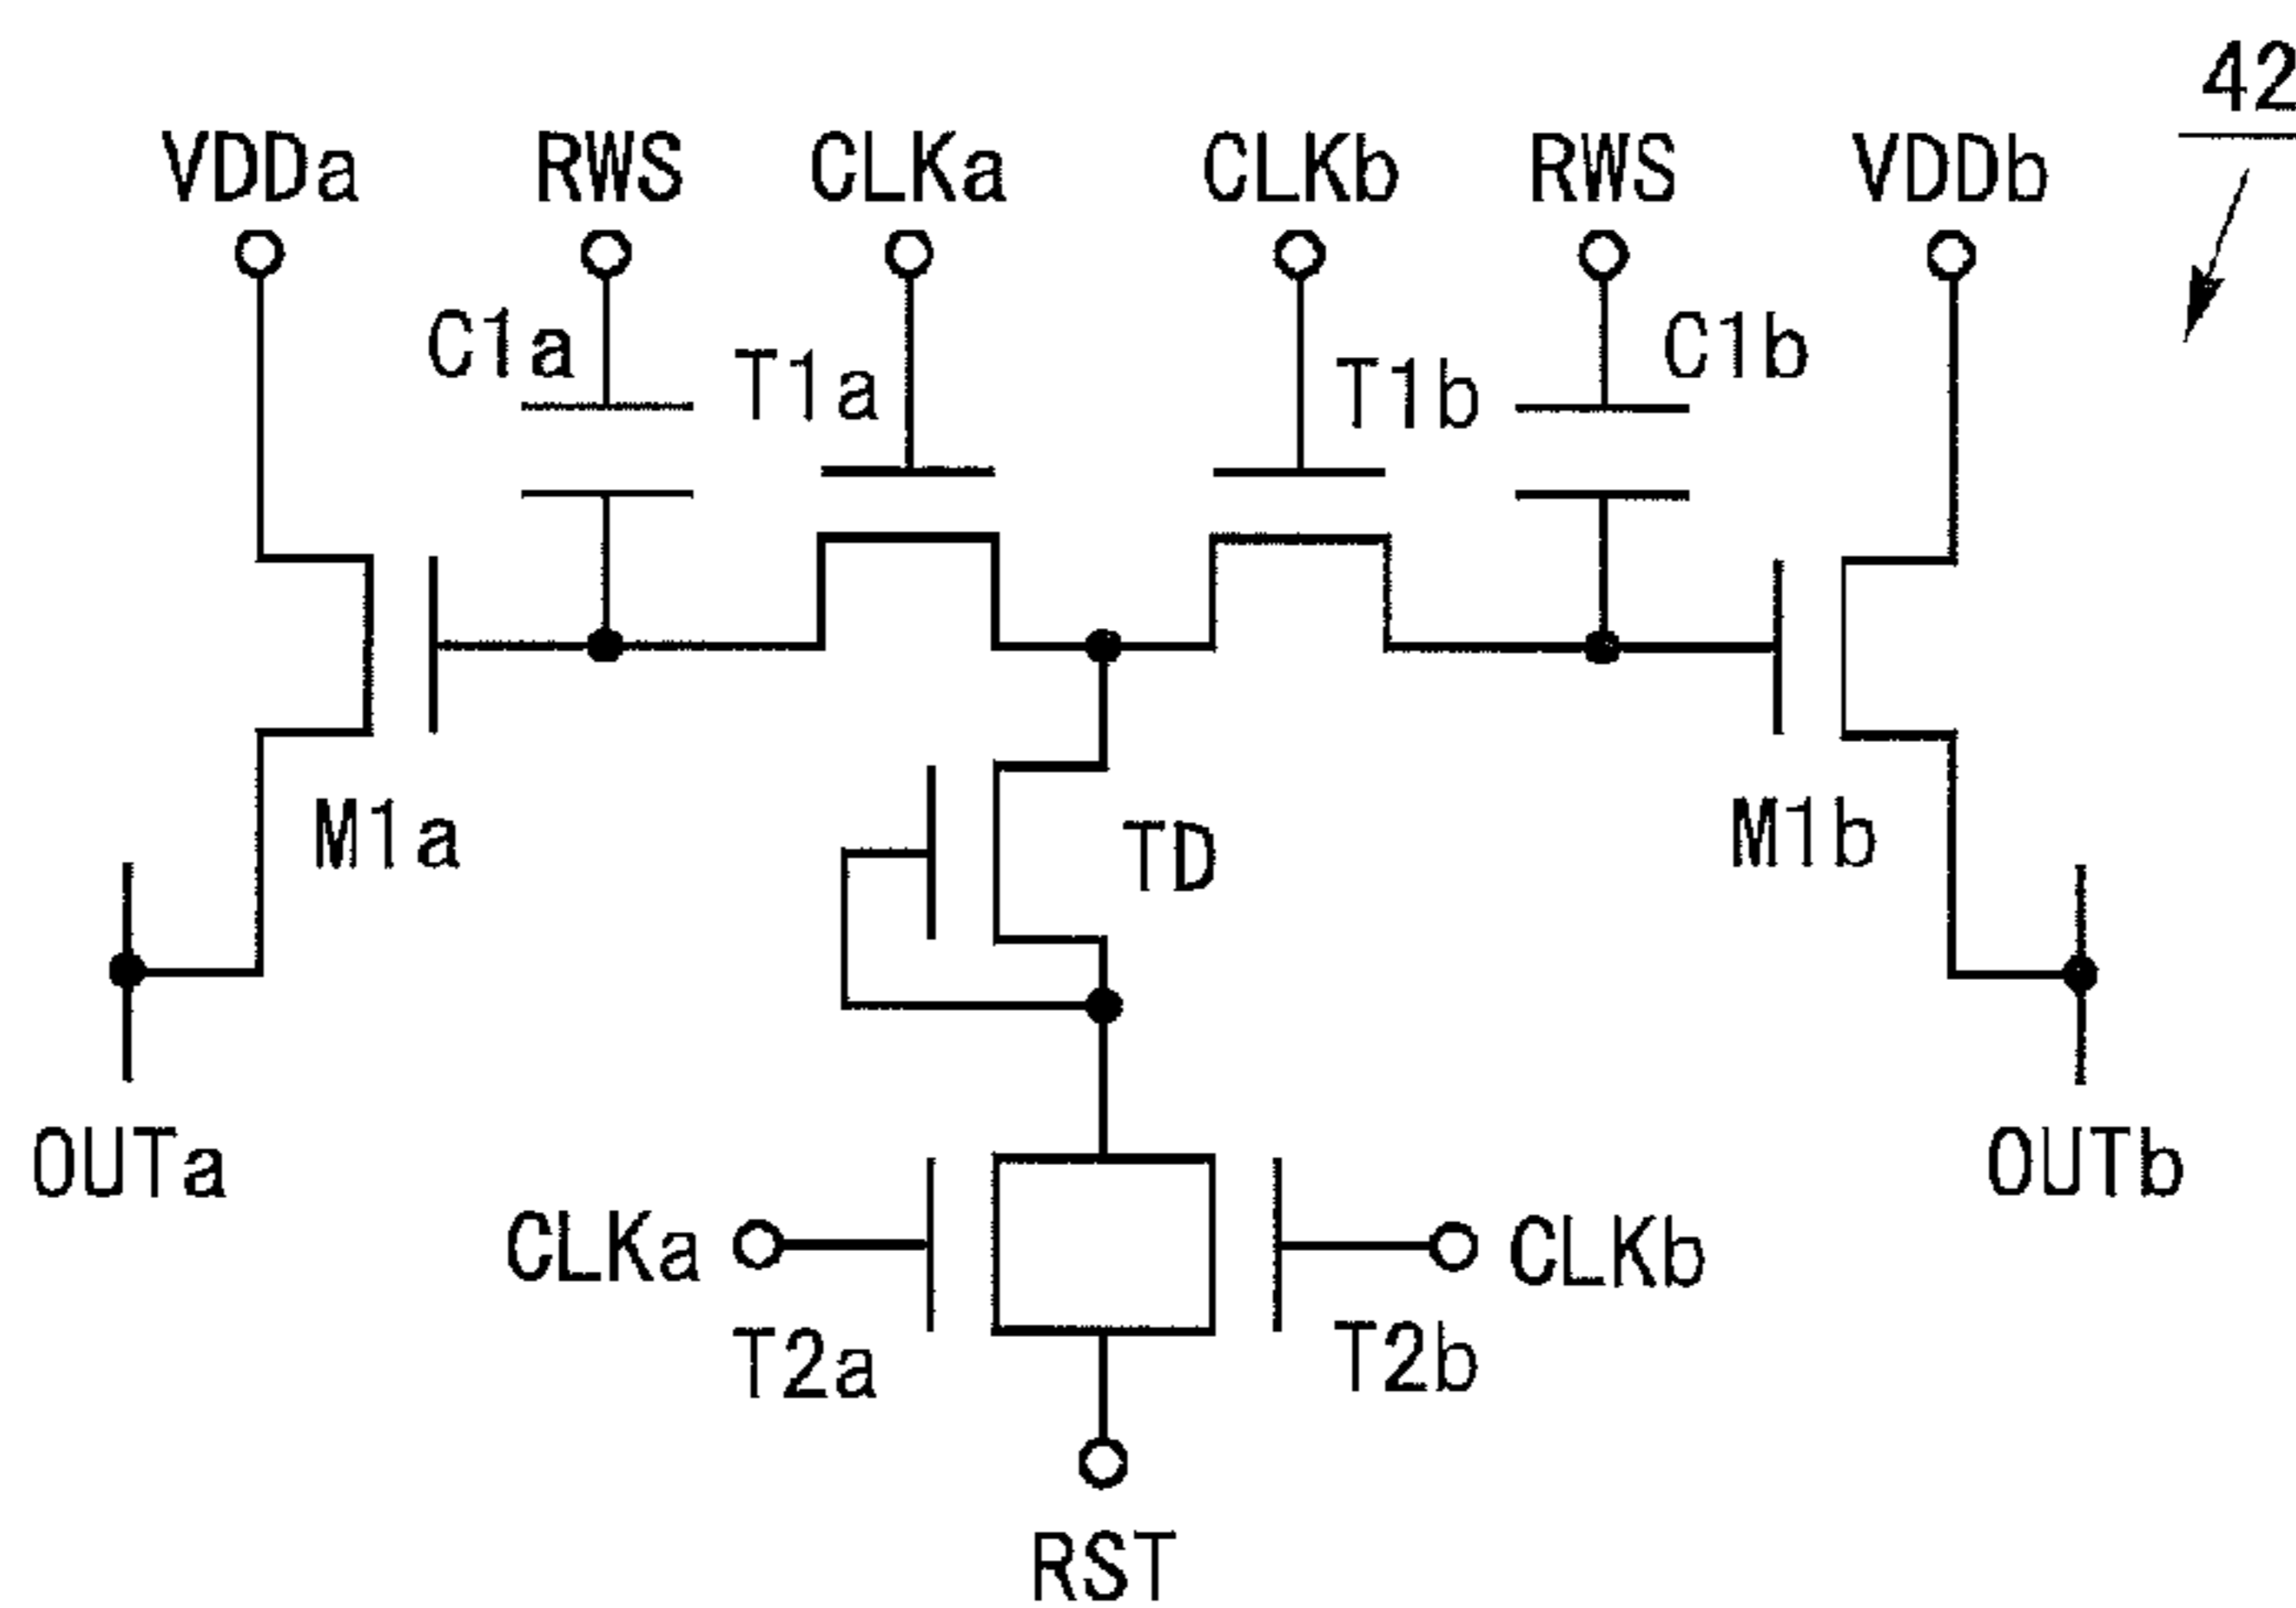 42
VDDa RWS CLKa CLKb RWS VDDb
C1a T1a T1b C1b
M1a TD M1b
OUTa OUTb
CLKa CLKb
T2a T2b
RST